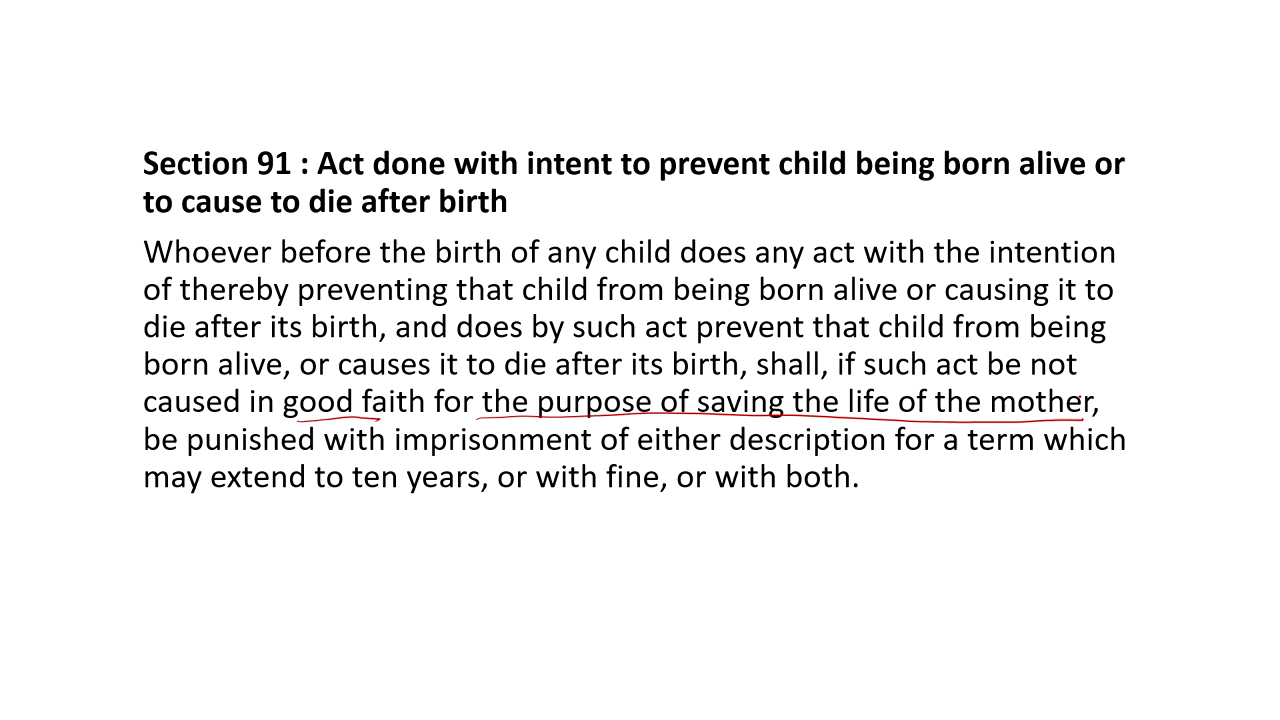 Section 91 : Act done with intent to prevent child being born alive or
to cause to die after birth
Whoever before the birth of any child does any act with the intention
of thereby preventing that child from being born alive or causing it to
die after its birth, and does by such act prevent that child from being
born alive, or causes it to die after its birth, shall, if such act be not
caused in good faith for the purpose of saving the life of the mother,
be punished with imprisonment of either description for a term which
may extend to ten years, or with fine, or with both.